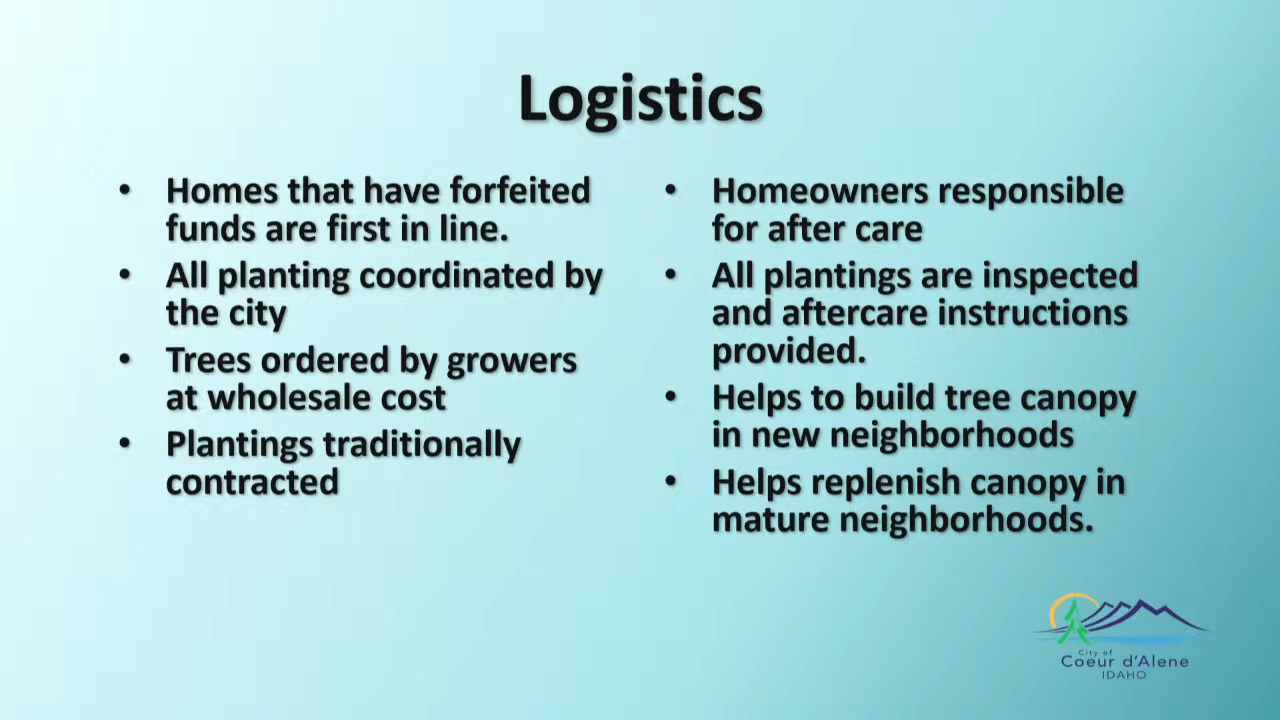 Logistics
• Homes that have forfeited
funds are first in line.
• All planting coordinated by
the city
• Trees ordered by growers
at wholesale cost
• Plantings traditionally
contracted
• Homeowners responsible
for after care
• All plantings are inspected
and aftercare instructions
provided.
• Helps to build tree canopy
in new neighborhoods
• Helps replenish canopy in
mature neighborhoods.
City of
Coeur d'Alene
IDAHO